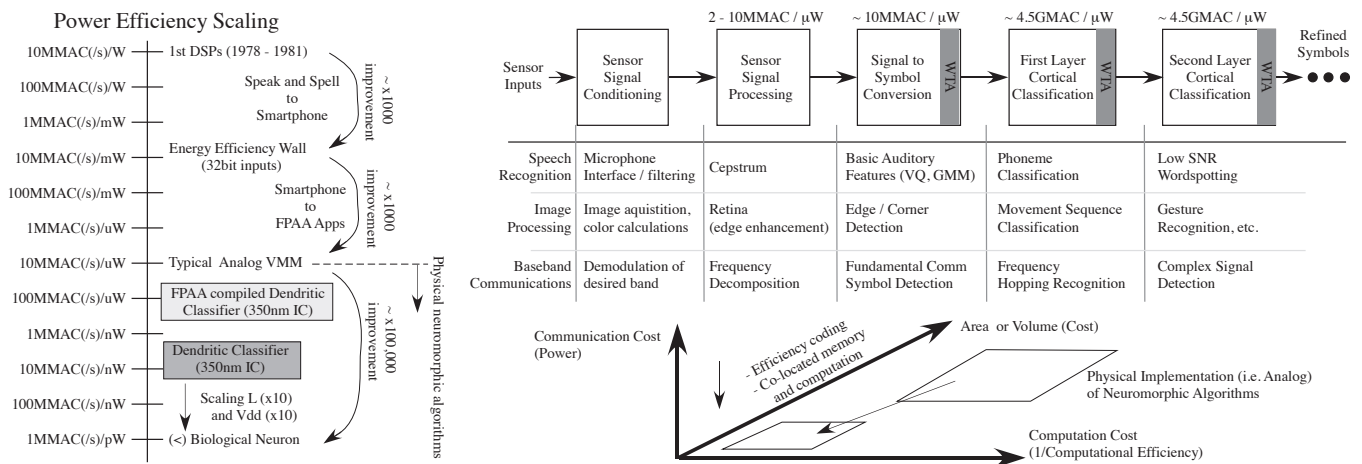 Power Efficiency Scaling
10MMAC(/s)/W
1st DSPs (1978 - 1981)
100MMAC(/s)/W
Speak and Spell
to
Smartphone
~ x1000
improvement
1MMAC(/s)/mW
10MMAC(/s)/mW
Energy Efficiency Wall
(32bit inputs)
100MMAC(/s)/mW
Smartphone
to
FPAA Apps
~ x1000
improvement
1MMAC(/s)/uW
10MMAC(/s)/uW
Typical Analog VMM
100MMAC(/s)/uW
FPAA compiled Dendritic
Classifier (350nm IC)
1MMAC(/s)/nW
Dendritic Classifier
(350nm IC)
10MMAC(/s)/nW
~ x100,000
improvement
Physical neuromorphic algorithms
100MMAC(/s)/nW
Scaling L (x10)
and Vdd (x10)
1MMAC(/s)/pW
(<) Biological Neuron
2 - 10MMAC / μW
~ 10MMAC / μW
~ 4.5GMAC / μW
~ 4.5GMAC / μW
Sensor
Inputs
Sensor
Signal
Conditioning
Sensor
Signal
Processing
Signal to
Symbol
Conversion
WTA
First Layer
Cortical
Classification
WTA
Second Layer
Cortical
Classification
WTA
Refined
Symbols
Speech
Recognition
Microphone
Interface / filtering
Cepstrum
Basic Auditory
Features (VQ, GMM)
Phoneme
Classification
Low SNR
Wordspotting
Image
Processing
Image aquistition,
color calculations
Retina
(edge enhancement)
Edge / Corner
Detection
Movement Sequence
Classification
Gesture
Recognition, etc.
Baseband
Communications
Demodulation of
desired band
Frequency
Decomposition
Fundamental Comm
Symbol Detection
Frequency
Hopping Recognition
Complex Signal
Detection
Communication Cost
(Power)
- Efficiency coding
- Co-located memory
and computation
Area or Volume (Cost)
Physical Implementation (i.e. Analog)
of Neuromorphic Algorithms
Computation Cost
(1/Computational Efficiency)